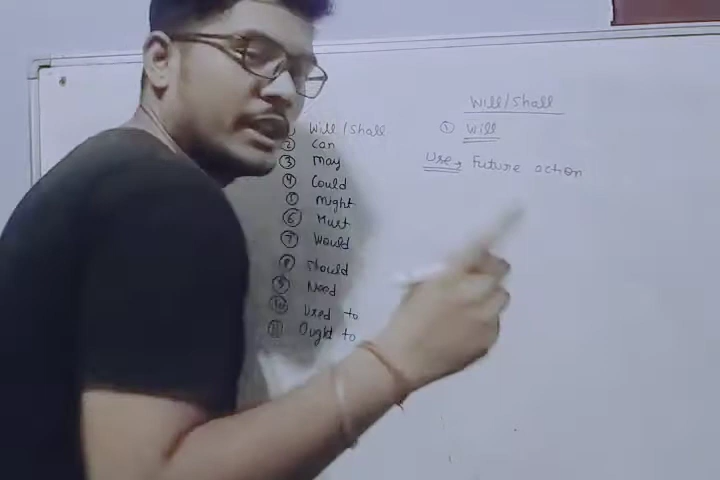 Will/Shall
② Can
③ May
④ Could
⑤ Might
⑥ Must
⑦ Would
⑧ Should
⑨ Need
⑩ Used to
⑪ Ought to
Will/Shall
① Will
Use → Future action